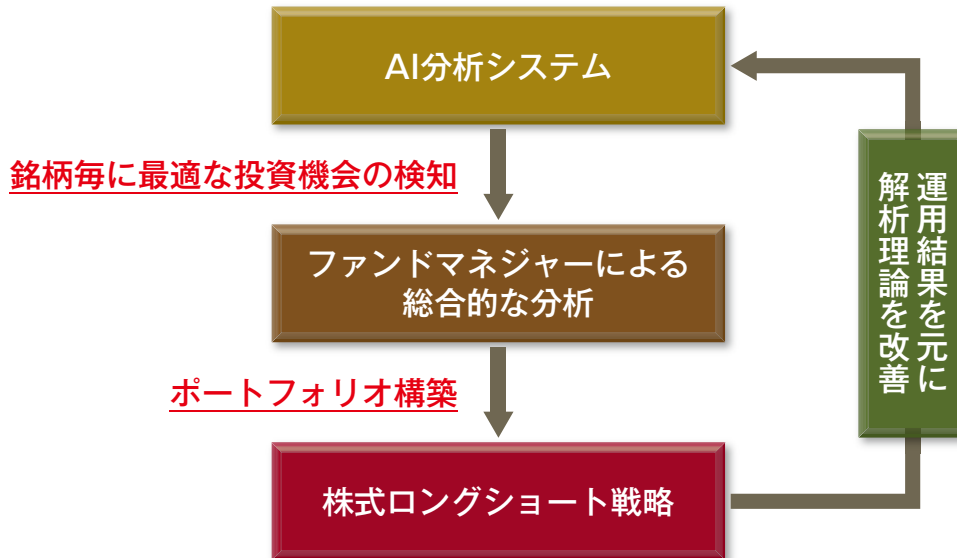 AI分析システム
銘柄毎に最適な投資機会の検知
ファンドマネジャーによる
総合的な分析
ポートフォリオ構築
株式ロングショート戦略
運用結果を元に
解析理論を改善